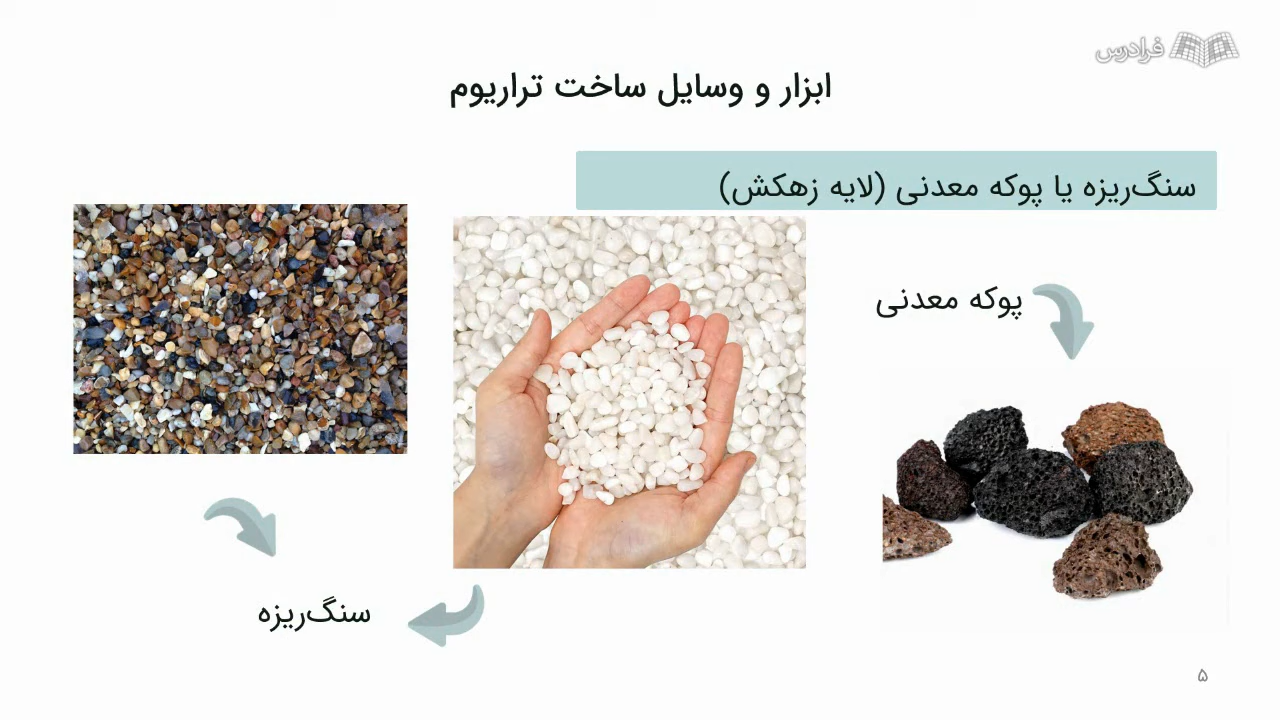 فرادرس
ابزار و وسایل ساخت تراریوم
سنگ‌ریزه یا پوکه معدنی (لایه زهکش)
پوکه معدنی
سنگ‌ریزه
۵